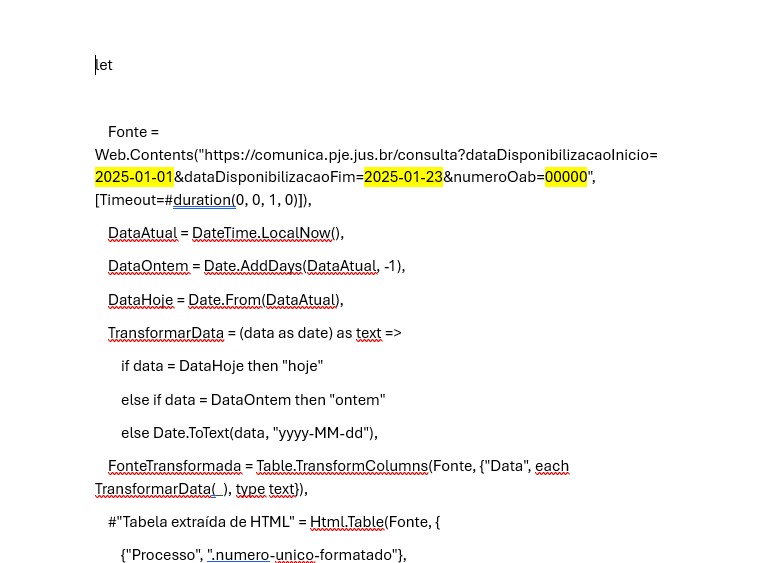 let
Fonte =
Web.Contents("https://comunica.pje.jus.br/consulta?dataDisponibilizacaoInicio=
2025-01-01&dataDisponibilizacaoFim=2025-01-23&numeroOab=00000",
[Timeout=#duration(0, 0, 1, 0)]),
DataAtual = DateTime.LocalNow(),
DataOntem = Date.AddDays(DataAtual, -1),
DataHoje = Date.From(DataAtual),
TransformarData = (data as date) as text =>
if data = DataHoje then "hoje"
else if data = DataOntem then "ontem"
else Date.ToText(data, "yyyy-MM-dd"),
FonteTransformada = Table.TransformColumns(Fonte, {"Data", each
TransformarData(_), type text}),
#"Tabela extraída de HTML" = Html.Table(Fonte, {
{"Processo", ".numero-unico-formatado"},